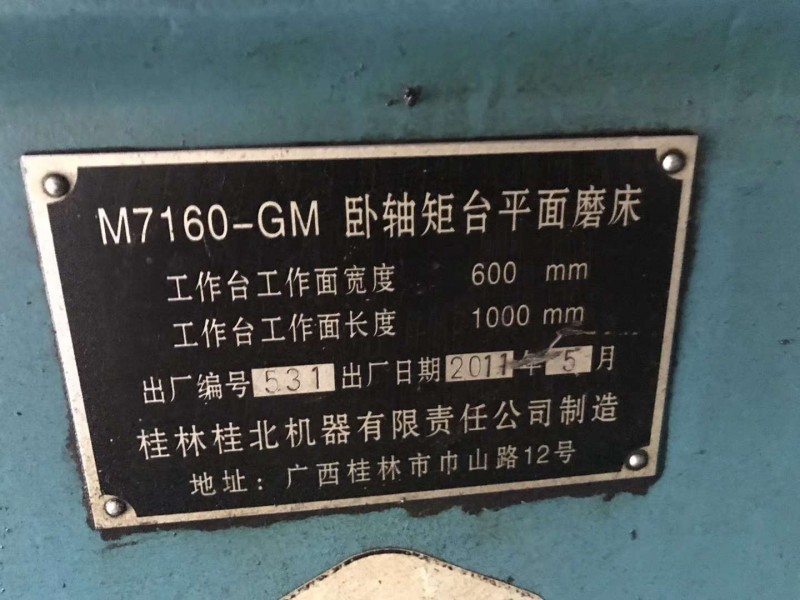 M7160-GM 卧轴矩台平面磨床
工作台工作面宽度 600 mm
工作台工作面长度 1000 mm
出厂编号 531 出厂日期 2011 年 5 月
桂林桂北机器有限责任公司制造
地址：广西桂林市巾山路12号